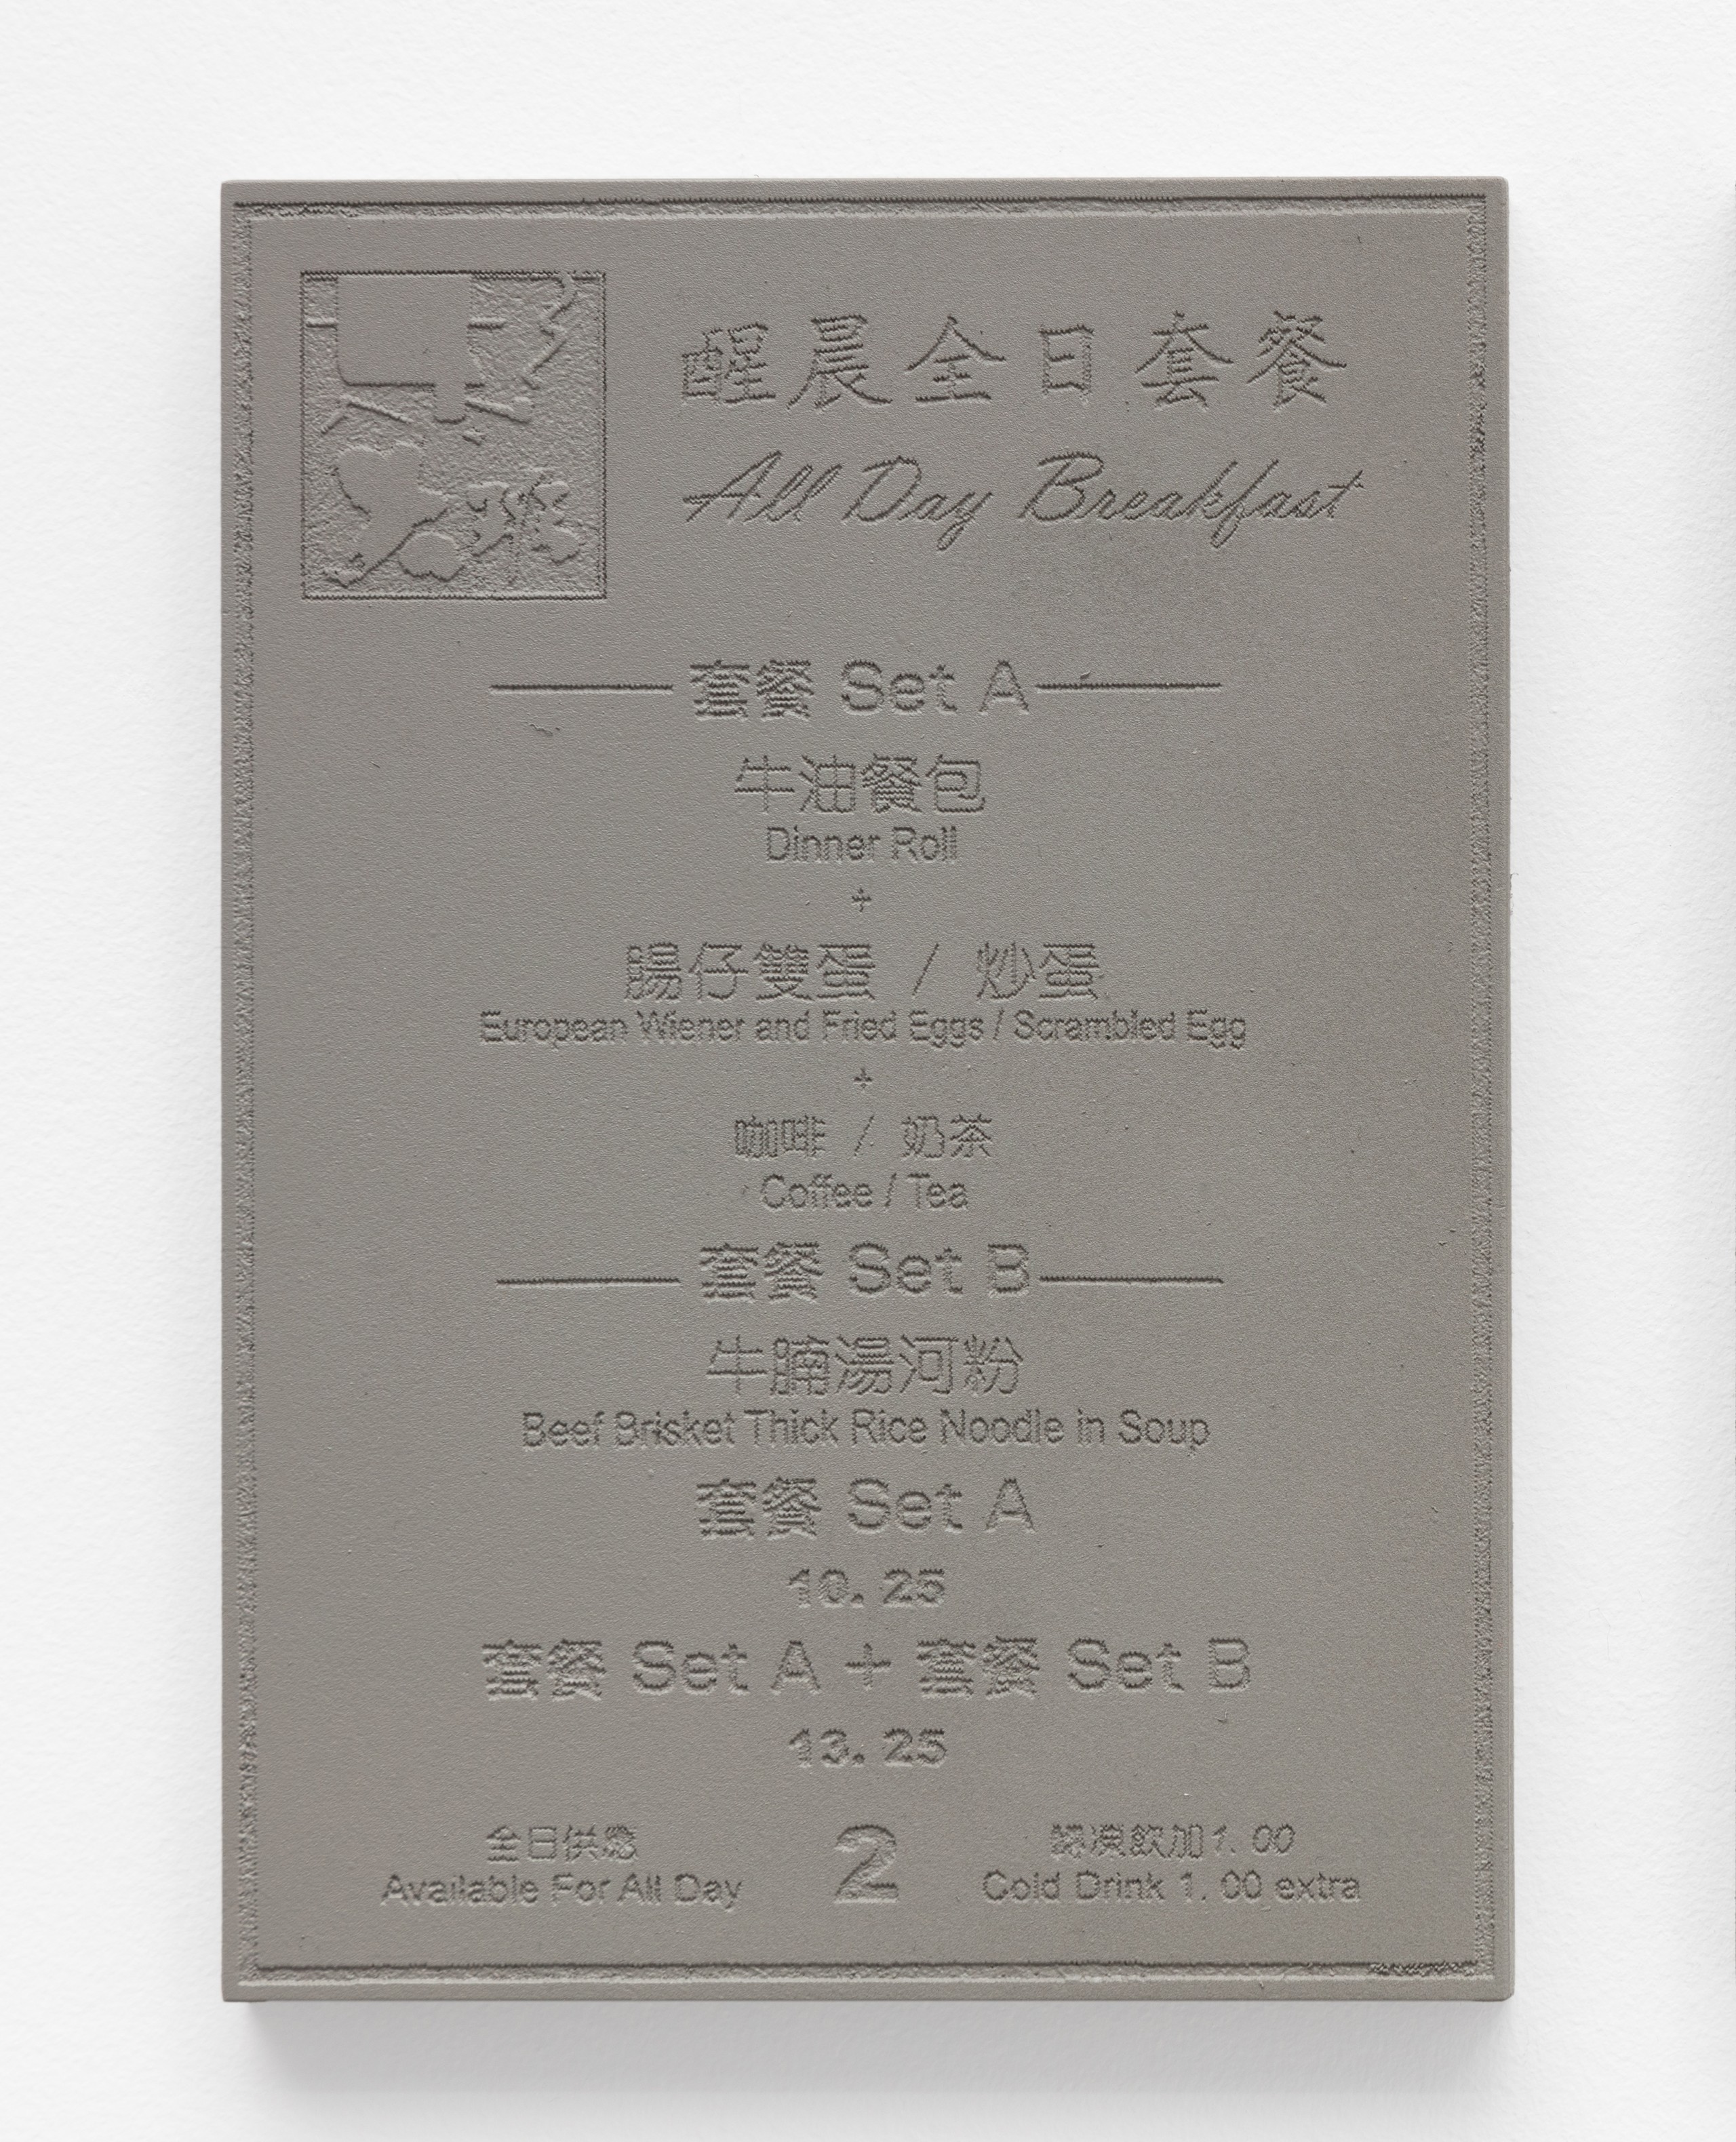 醒晨全日套餐
All Day Breakfast
套餐 Set A
牛油餐包
Dinner Roll
+
腸仔雙蛋 / 炒蛋
European Wiener and Fried Eggs / Scrambled Egg
+
咖啡 / 奶茶
Coffee / Tea
套餐 Set B
牛腩湯河粉
Beef Brisket Thick Rice Noodle in Soup
套餐 Set A
10.25
套餐 Set A + 套餐 Set B
13.25
全日供應
Available For All Day
2
凍飲加1.00
Cold Drink 1.00 extra